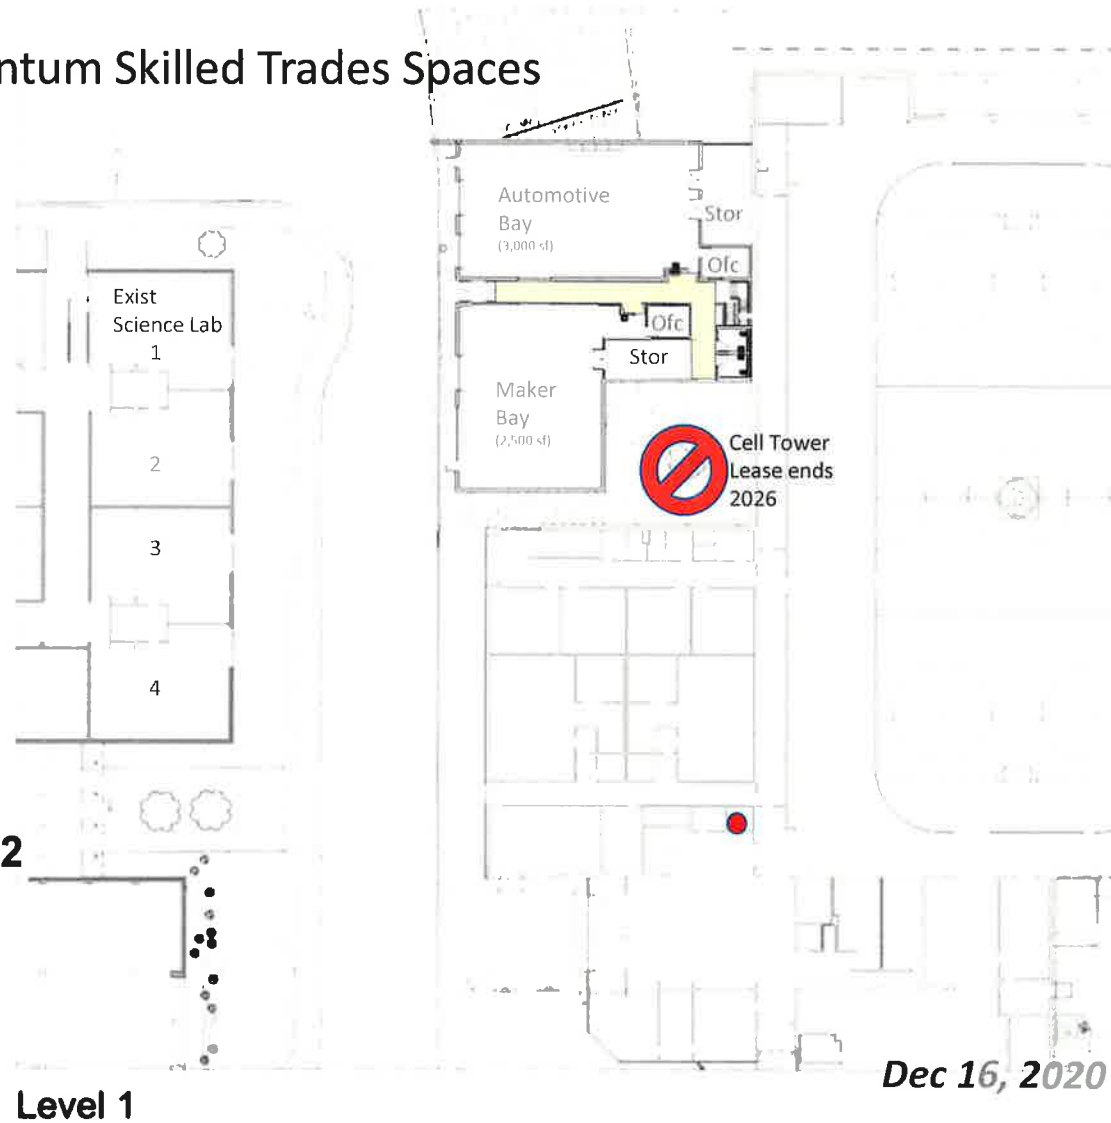 ntum Skilled Trades Spaces
Automotive
Bay
(3,000 sf)
Stor
Ofc
Exist
Science Lab
1
Ofc
Stor
Maker
Bay
(2,500 sf)
2
Cell Tower
Lease ends
2026
3
4
2
Dec 16, 2020
Level 1